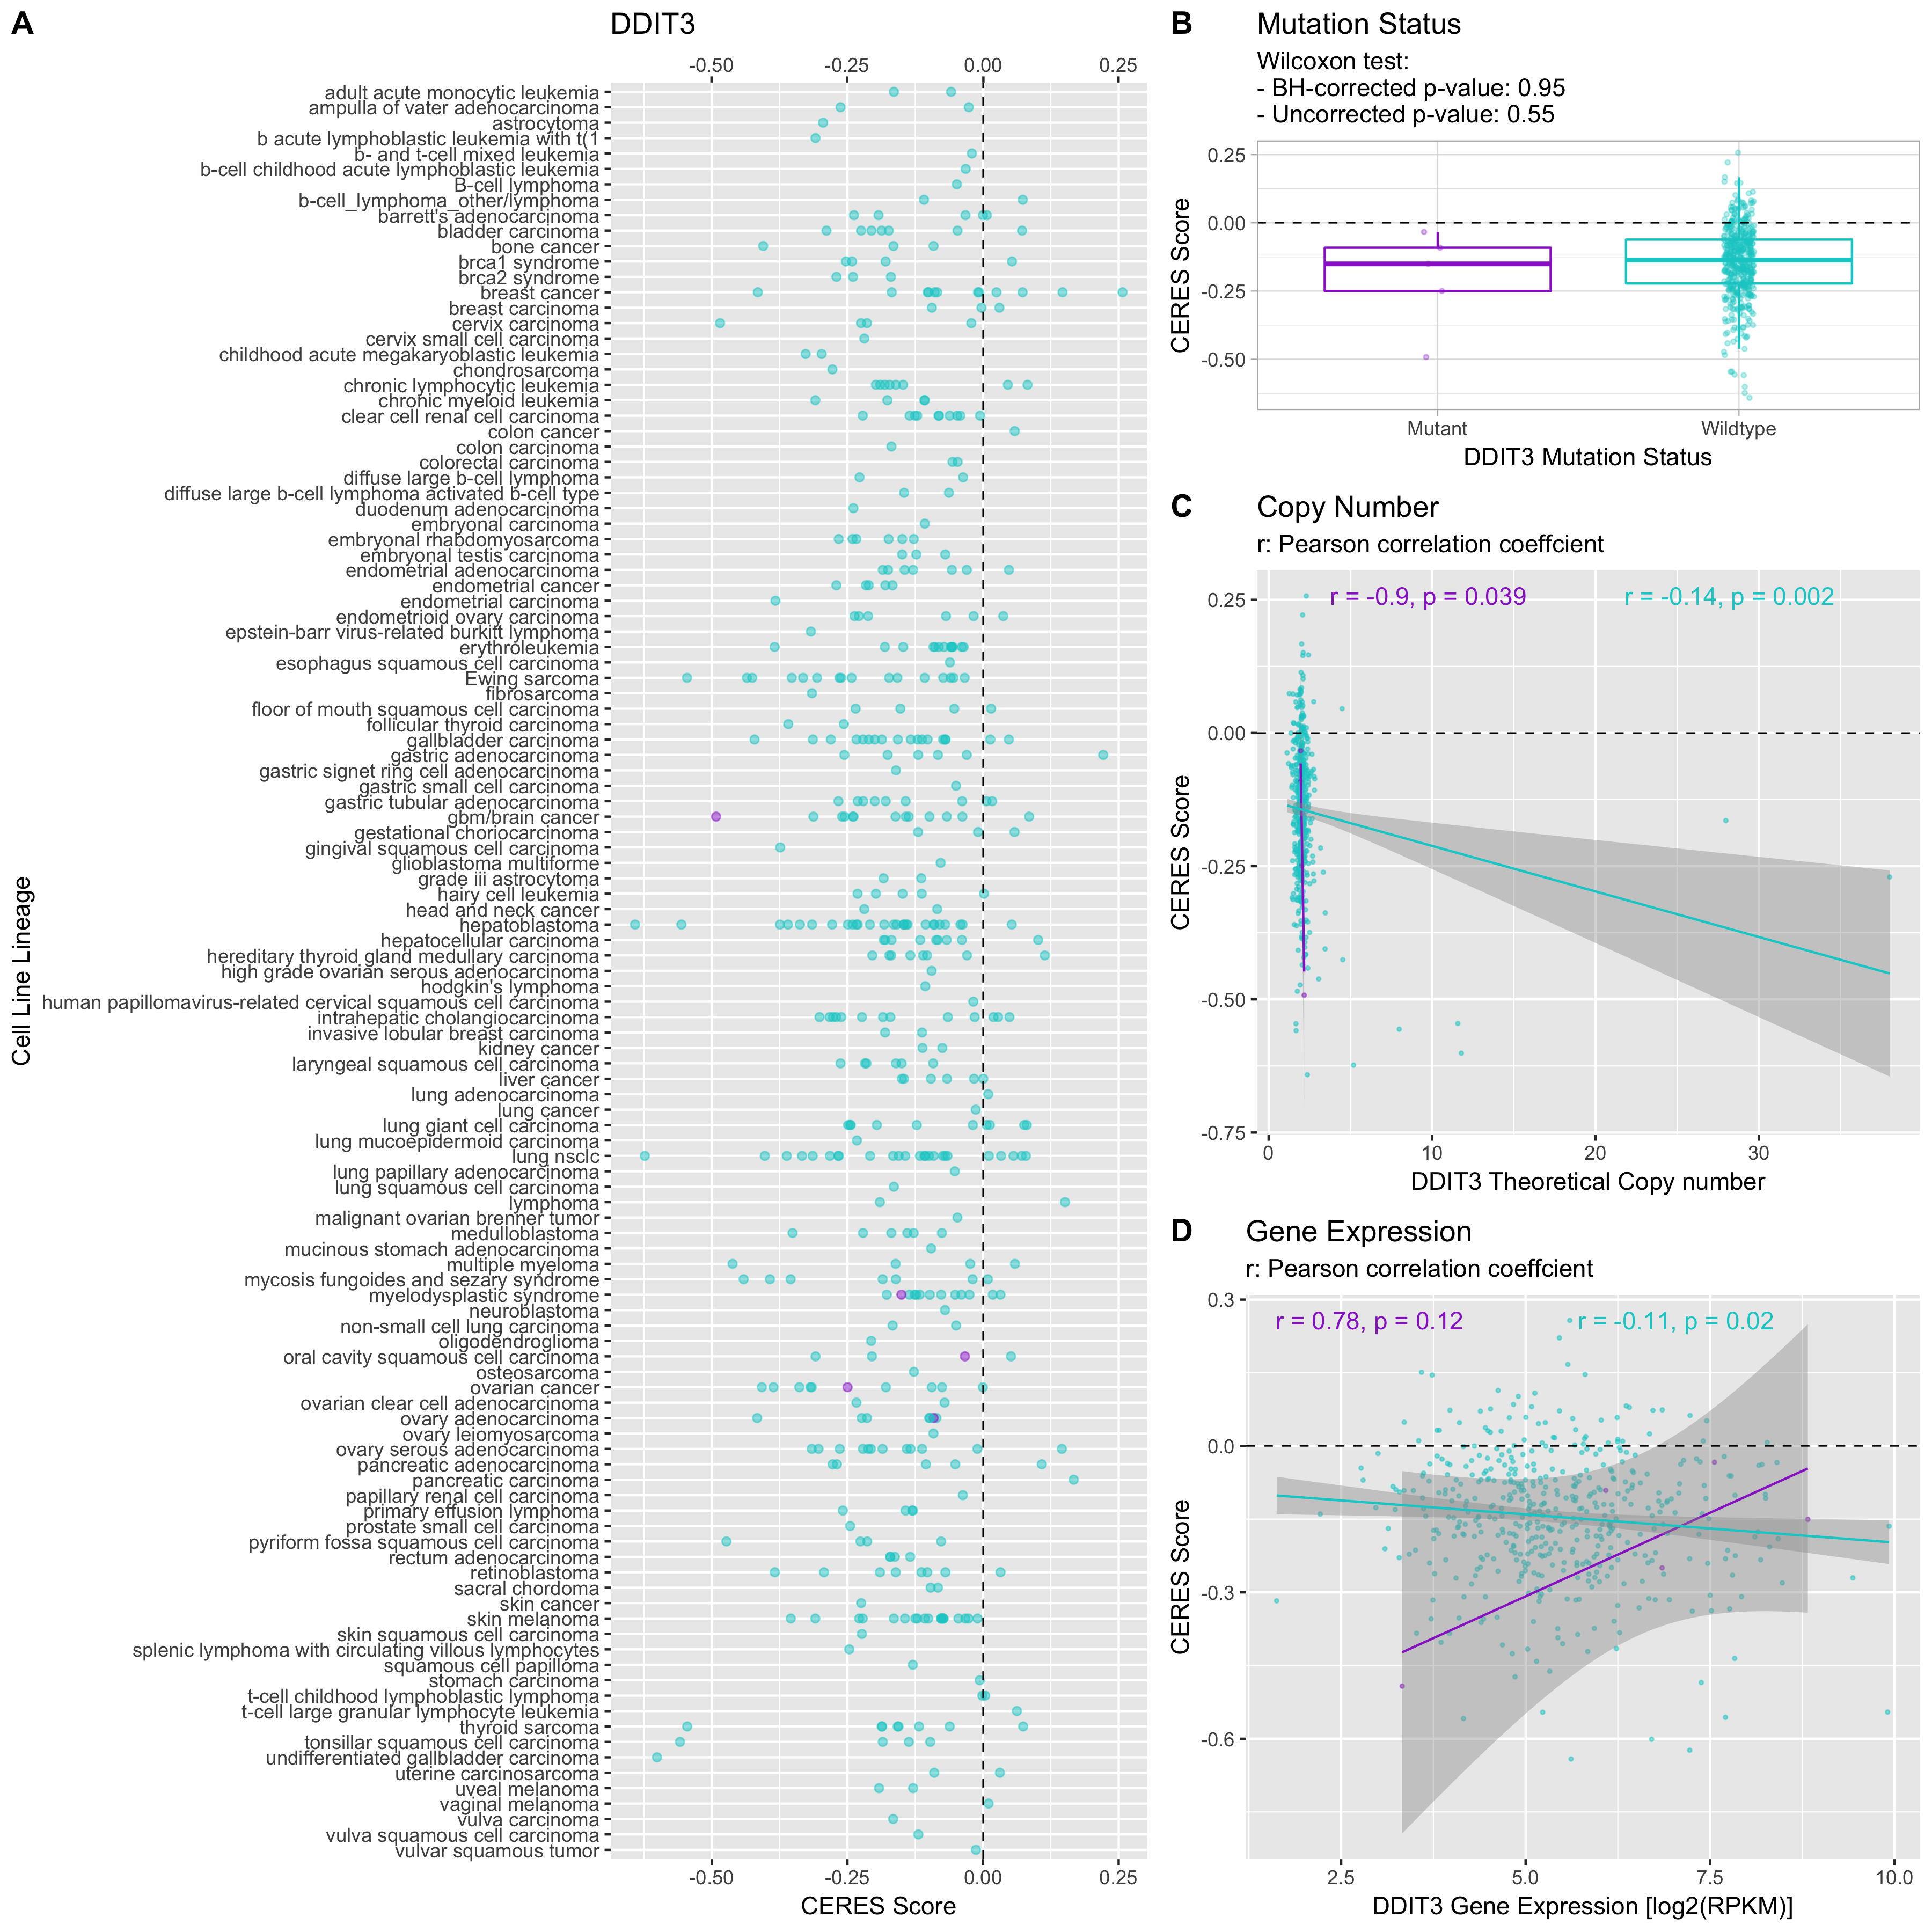 A
DDIT3
-0.50
-0.25
0.00
0.25
Cell Line Lineage
adult acute monocytic leukemia
ampulla of vater adenocarcinoma
astrocytoma
b acute lymphoblastic leukemia with t(1
b- and t-cell mixed leukemia
b-cell childhood acute lymphoblastic leukemia
B-cell lymphoma
b-cell_lymphoma_other/lymphoma
barrett's adenocarcinoma
bladder carcinoma
bone cancer
brca1 syndrome
brca2 syndrome
breast cancer
breast carcinoma
cervix carcinoma
cervix small cell carcinoma
childhood acute megakaryoblastic leukemia
chondrosarcoma
chronic lymphocytic leukemia
chronic myeloid leukemia
clear cell renal cell carcinoma
colon cancer
colon carcinoma
colorectal carcinoma
diffuse large b-cell lymphoma
diffuse large b-cell lymphoma activated b-cell type
duodenum adenocarcinoma
embryonal carcinoma
embryonal rhabdomyosarcoma
embryonal testis carcinoma
endometrial adenocarcinoma
endometrial cancer
endometrial carcinoma
endometrioid ovary carcinoma
epstein-barr virus-related burkitt lymphoma
erythroleukemia
esophagus squamous cell carcinoma
Ewing sarcoma
fibrosarcoma
floor of mouth squamous cell carcinoma
follicular thyroid carcinoma
gallbladder carcinoma
gastric adenocarcinoma
gastric signet ring cell adenocarcinoma
gastric small cell carcinoma
gastric tubular adenocarcinoma
gbm/brain cancer
gestational choriocarcinoma
gingival squamous cell carcinoma
glioblastoma multiforme
grade iii astrocytoma
hairy cell leukemia
head and neck cancer
hepatoblastoma
hepatocellular carcinoma
hereditary thyroid gland medullary carcinoma
high grade ovarian serous adenocarcinoma
hodgkin's lymphoma
human papillomavirus-related cervical squamous cell carcinoma
intrahepatic cholangiocarcinoma
invasive lobular breast carcinoma
kidney cancer
laryngeal squamous cell carcinoma
liver cancer
lung adenocarcinoma
lung cancer
lung giant cell carcinoma
lung mucoepidermoid carcinoma
lung nsclc
lung papillary adenocarcinoma
lung squamous cell carcinoma
lymphoma
malignant ovarian brenner tumor
medulloblastoma
mucinous stomach adenocarcinoma
multiple myeloma
mycosis fungoides and sezary syndrome
myelodysplastic syndrome
neuroblastoma
non-small cell lung carcinoma
oligodendroglioma
oral cavity squamous cell carcinoma
osteosarcoma
ovarian cancer
ovarian clear cell adenocarcinoma
ovary adenocarcinoma
ovary leiomyosarcoma
ovary serous adenocarcinoma
pancreatic adenocarcinoma
pancreatic carcinoma
papillary renal cell carcinoma
primary effusion lymphoma
prostate small cell carcinoma
pyriform fossa squamous cell carcinoma
rectum adenocarcinoma
retinoblastoma
sacral chordoma
skin cancer
skin melanoma
skin squamous cell carcinoma
splenic lymphoma with circulating villous lymphocytes
squamous cell papilloma
stomach carcinoma
t-cell childhood lymphoblastic lymphoma
t-cell large granular lymphocyte leukemia
thyroid sarcoma
tonsillar squamous cell carcinoma
undifferentiated gallbladder carcinoma
uterine carcinosarcoma
uveal melanoma
vaginal melanoma
vulva carcinoma
vulva squamous cell carcinoma
vulvar squamous tumor
-0.50
-0.25
0.00
0.25
CERES Score
B
Mutation Status
Wilcoxon test:
- BH-corrected p-value: 0.95
- Uncorrected p-value: 0.55
CERES Score
0.25
0.00
-0.25
-0.50
Mutant
Wildtype
DDIT3 Mutation Status
C
Copy Number
r: Pearson correlation coeffcient
r = -0.9, p = 0.039
r = -0.14, p = 0.002
CERES Score
0.25
0.00
-0.25
-0.50
-0.75
0
10
20
30
DDIT3 Theoretical Copy number
D
Gene Expression
r: Pearson correlation coeffcient
r = 0.78, p = 0.12
r = -0.11, p = 0.02
CERES Score
0.3
0.0
-0.3
-0.6
2.5
5.0
7.5
10.0
DDIT3 Gene Expression [log2(RPKM)]